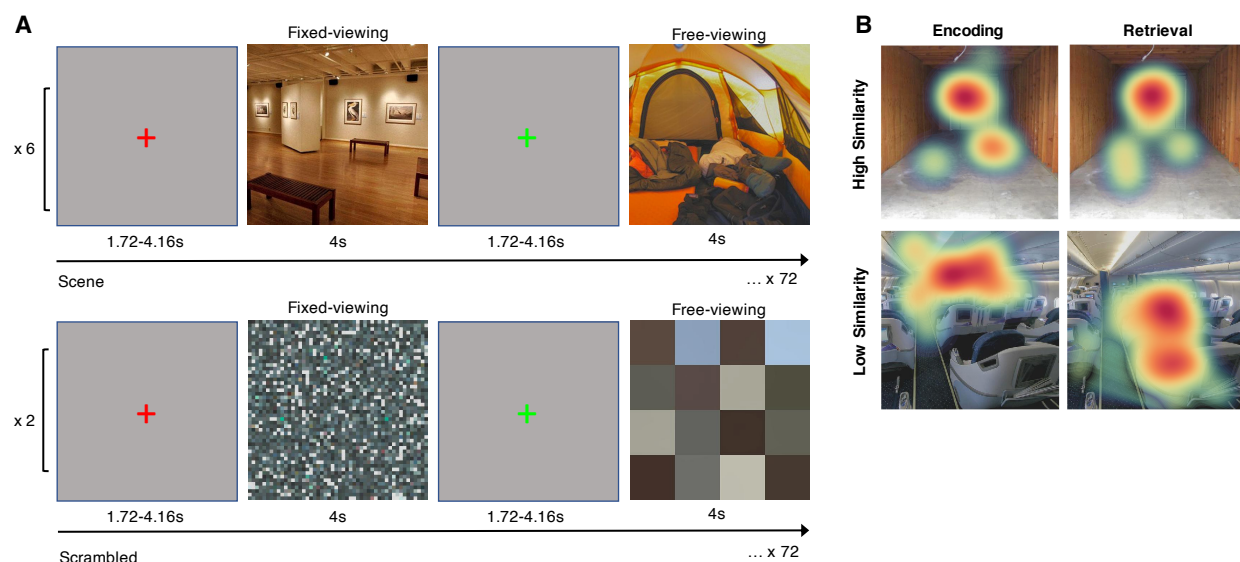 A
Fixed-viewing
Free-viewing
x 6
1.72-4.16s
4s
1.72-4.16s
4s
Scene
... x 72
Fixed-viewing
Free-viewing
x 2
1.72-4.16s
4s
1.72-4.16s
4s
Scrambled
... x 72
B
Encoding
Retrieval
High Similarity
Low Similarity